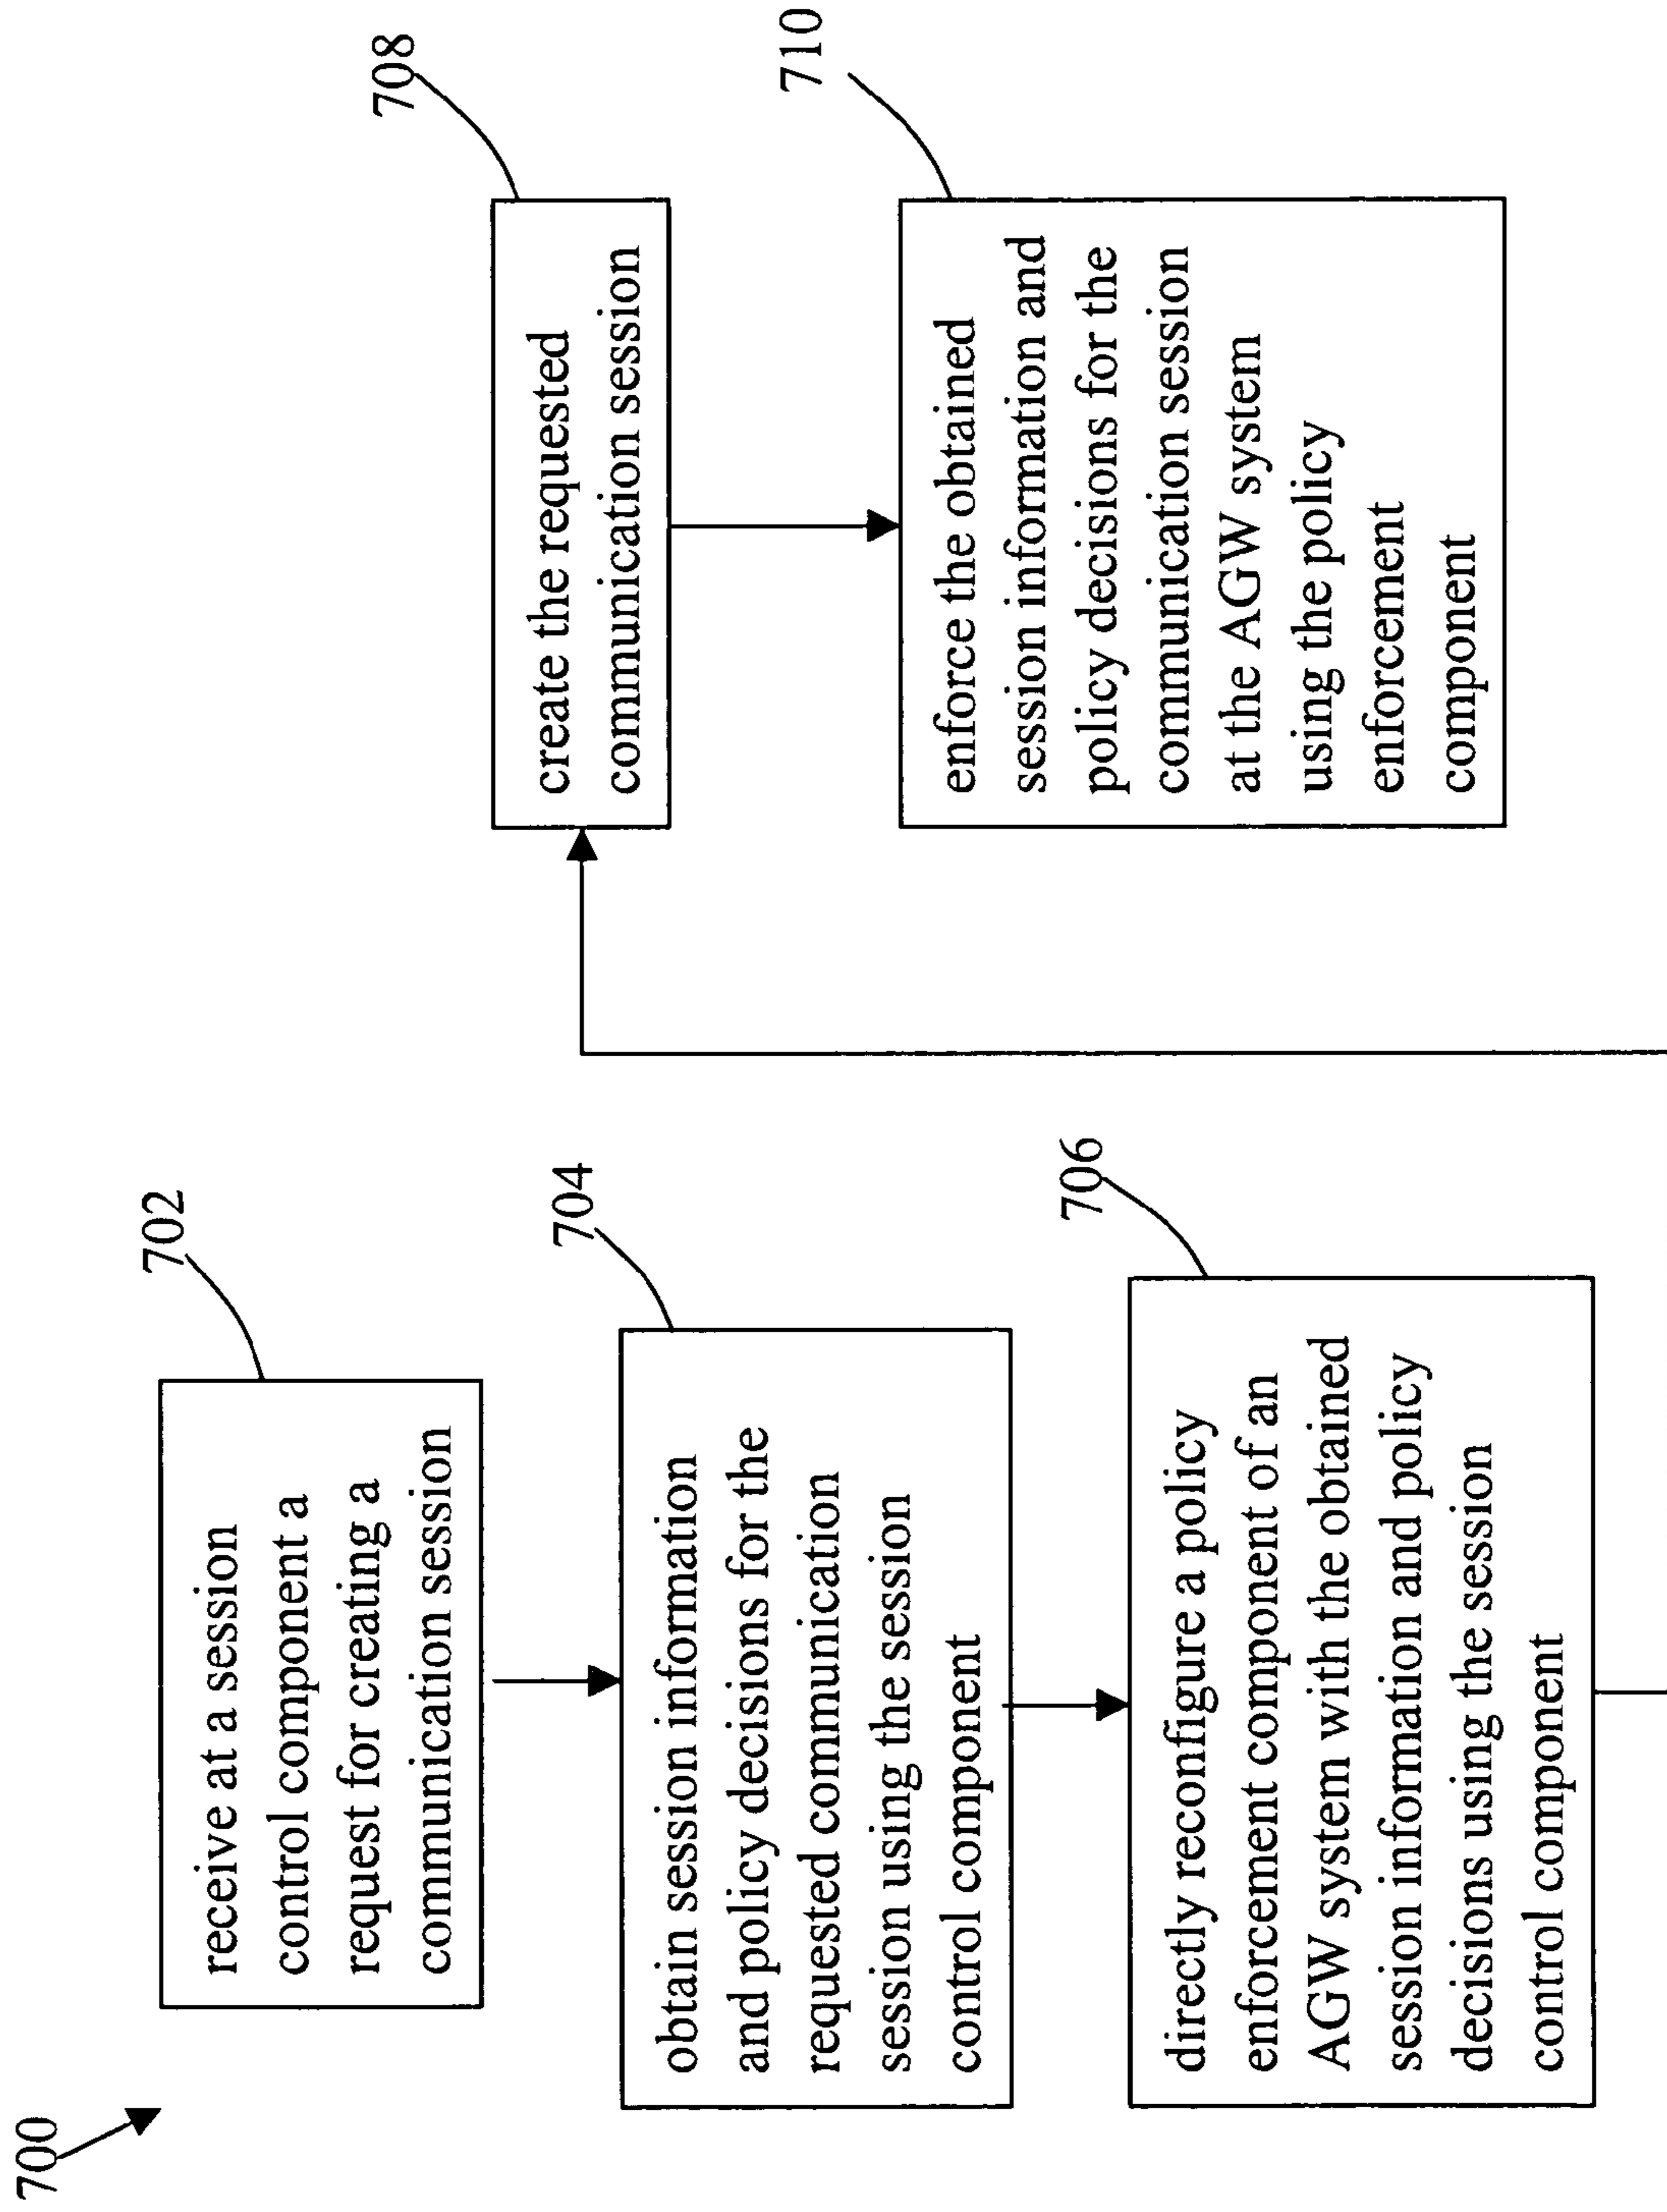 700
702
receive at a session
control component a
request for creating a
communication session
704
obtain session information
and policy decisions for the
requested communication
session using the session
control component
706
directly reconfigure a policy
enforcement component of an
AGW system with the obtained
session information and policy
decisions using the session
control component
708
create the requested
communication session
710
enforce the obtained
session information and
policy decisions for the
communication session
at the AGW system
using the policy
enforcement
component